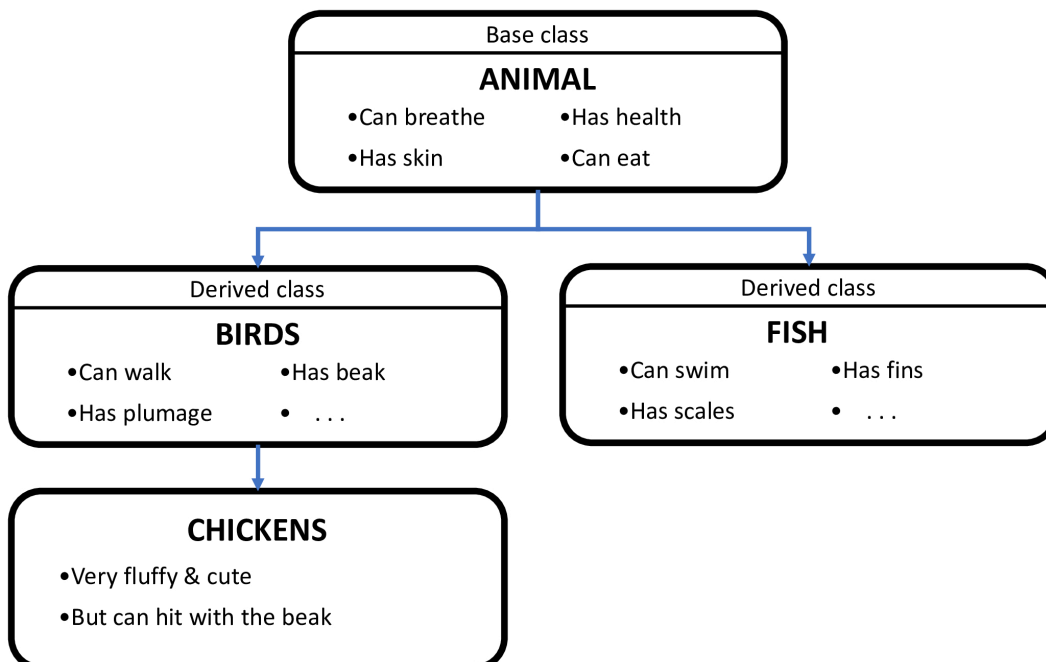 Base class
ANIMAL
•Can breathe •Has health
•Has skin •Can eat
Derived class
BIRDS
•Can walk •Has beak
•Has plumage • . . .
Derived class
FISH
•Can swim •Has fins
•Has scales • . . .
CHICKENS
•Very fluffy & cute
•But can hit with the beak